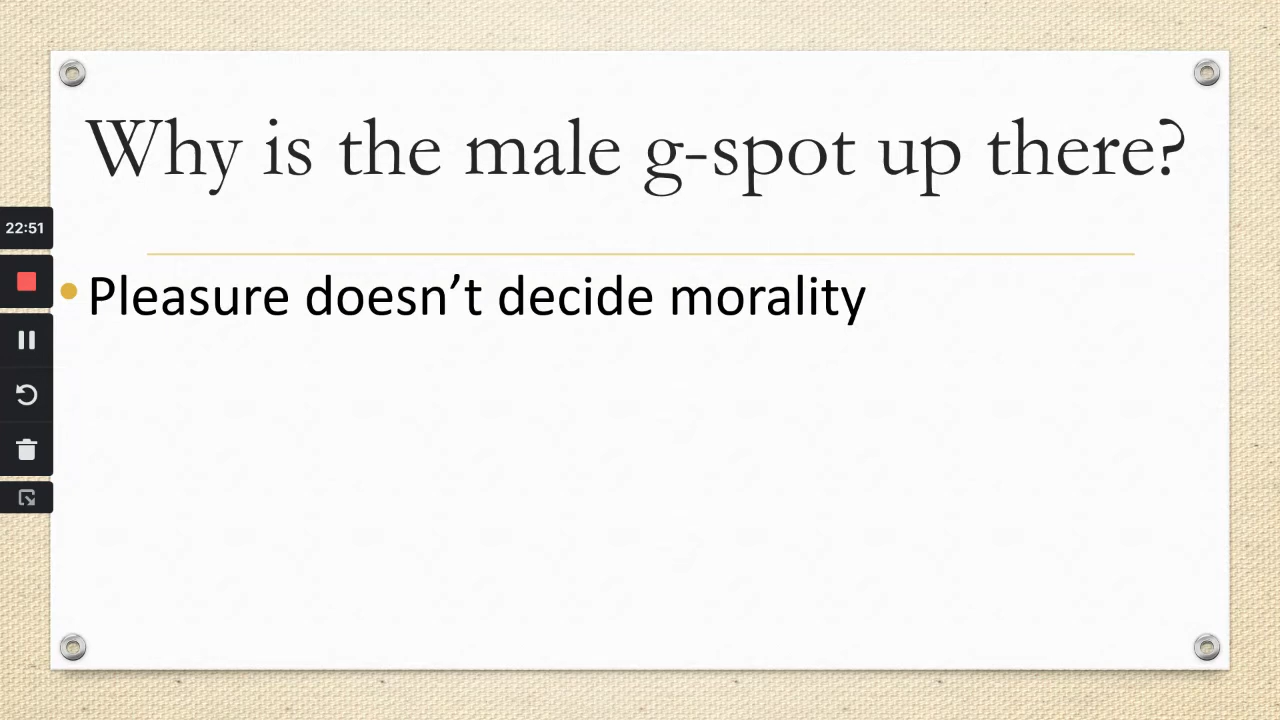 Why is the male g-spot up there?
22:51
• Pleasure doesn’t decide morality